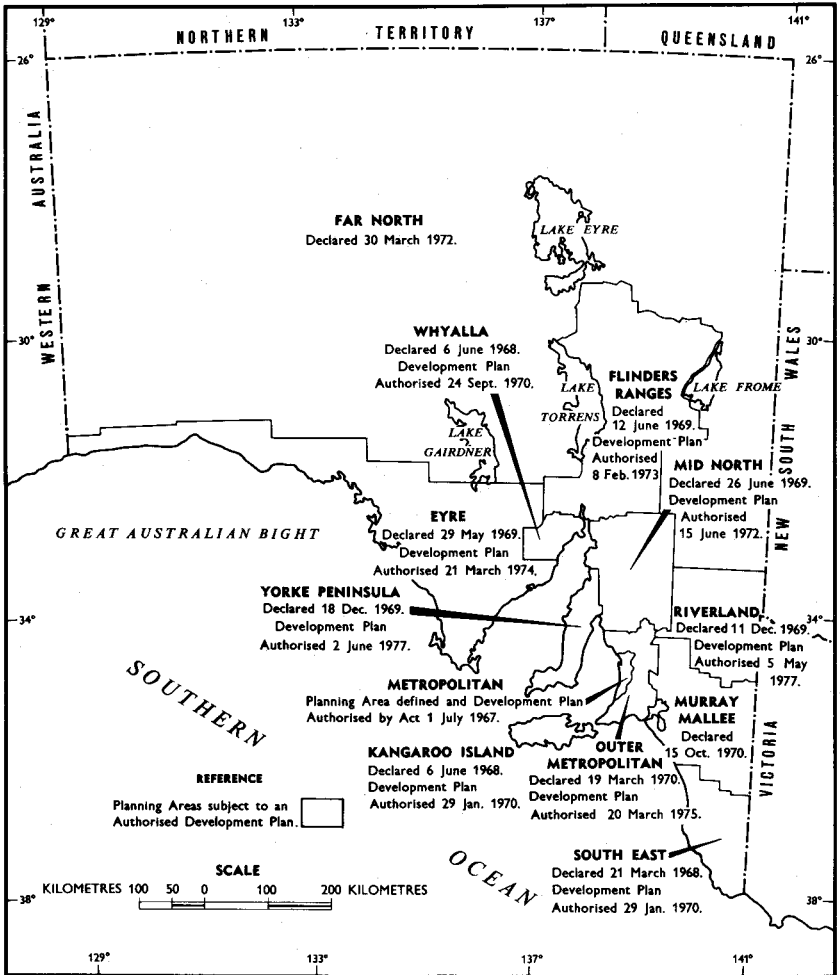 129° 133° 137° 141°
NORTHERN TERRITORY QUEENSLAND
26° 26°
WESTERN AUSTRALIA
FAR NORTH
Declared 30 March 1972.
LAKE EYRE
30° 30°
WHYALLA
Declared 6 June 1968.
Development Plan
Authorised 24 Sept. 1970.
LAKE
TORRENS
FLINDERS
RANGES
Declared
12 June 1969.
Development Plan
Authorised
8 Feb. 1973
LAKE FROME
NEW SOUTH WALES
LAKE
GAIRDNER
MID NORTH
Declared 26 June 1969.
Development Plan
Authorised
15 June 1972.
GREAT AUSTRALIAN BIGHT
EYRE
Declared 29 May 1969.
Development Plan
Authorised 21 March 1974.
YORKE PENINSULA
Declared 18 Dec. 1969.
Development Plan
Authorised 2 June 1977.
34° 34°
RIVERLAND
Declared 11 Dec. 1969.
Development Plan
Authorised 5 May
1977.
METROPOLITAN
Planning Area defined and Development Plan
Authorised by Act 1 July 1967.
MURRAY
MALLEE
Declared
15 Oct. 1970.
VICTORIA
SOUTHERN
KANGAROO ISLAND
Declared 6 June 1968.
Development Plan
Authorised 29 Jan. 1970.
OUTER
METROPOLITAN
Declared 19 March 1970.
Development Plan
Authorised 20 March 1975.
REFERENCE
Planning Areas subject to an
Authorised Development Plan.
OCEAN
SOUTH EAST
Declared 21 March 1968.
Development Plan
Authorised 29 Jan. 1970.
SCALE
KILOMETRES 100 50 0 100 200 KILOMETRES
38° 38°
129° 133° 137° 141°